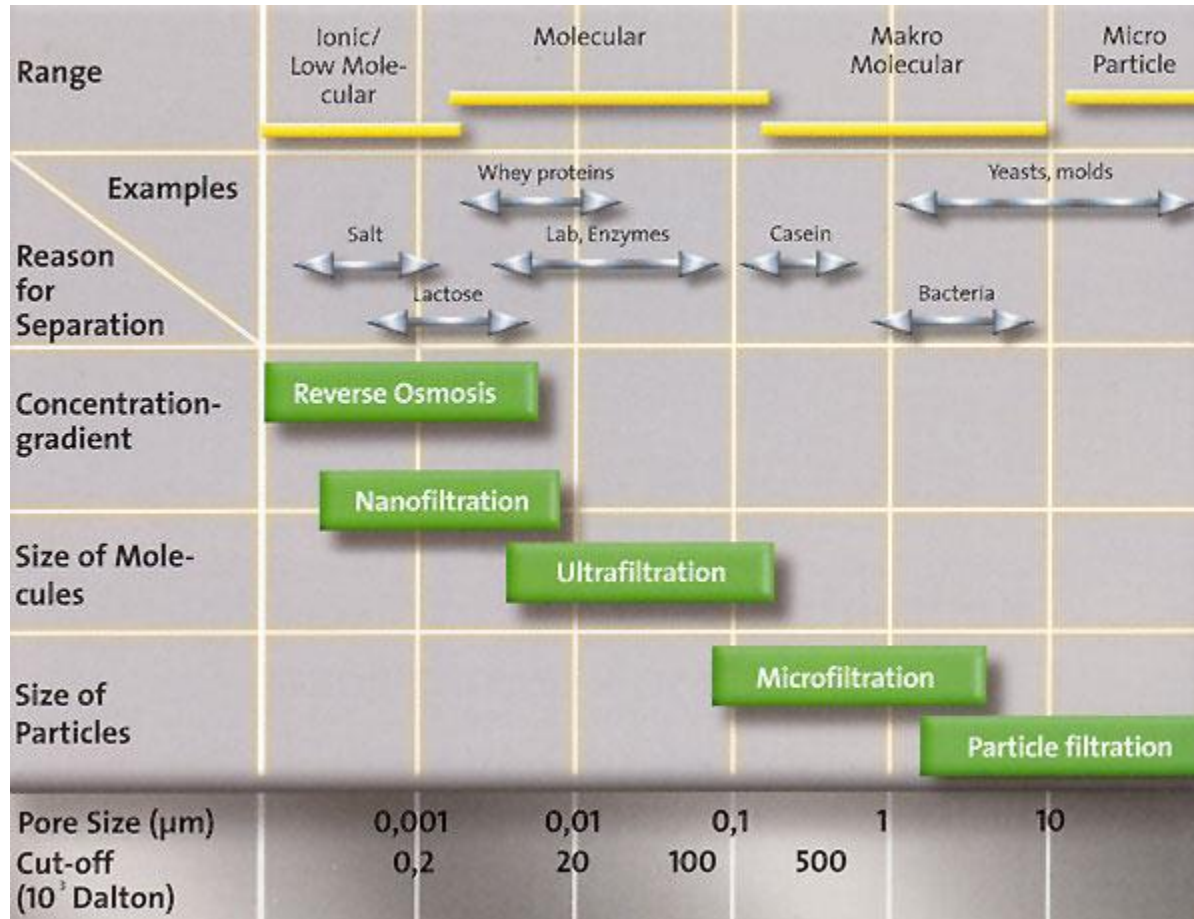 Range
Ionic/
Low Mole-
cular
Molecular
Makro
Molecular
Micro
Particle
Examples
Reason
for
Separation
Whey proteins
Yeasts, molds
Salt
Lab, Enzymes
Casein
Lactose
Bacteria
Concentration-
gradient
Reverse Osmosis
Nanofiltration
Size of Mole-
cules
Ultrafiltration
Size of
Particles
Microfiltration
Particle filtration
Pore Size (µm) 0,001 0,01 0,1 1 10
Cut-off 0,2 20 100 500
(10³ Dalton)